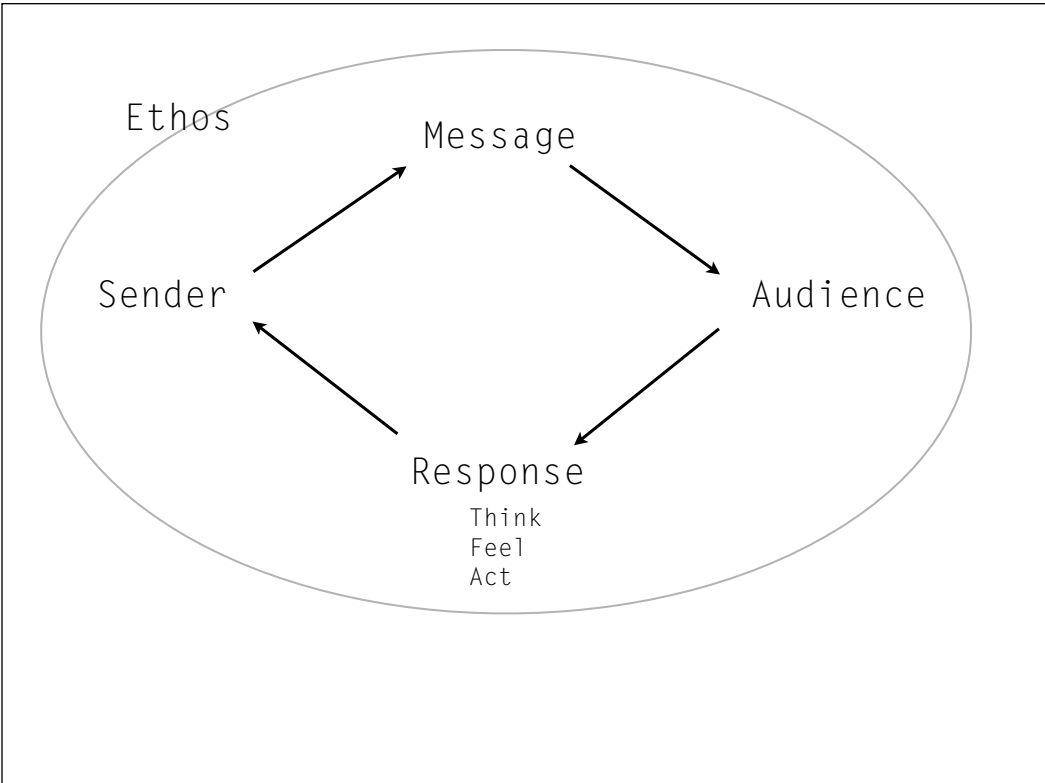 Ethos
Message
Sender
Audience
Response
Think
Feel
Act